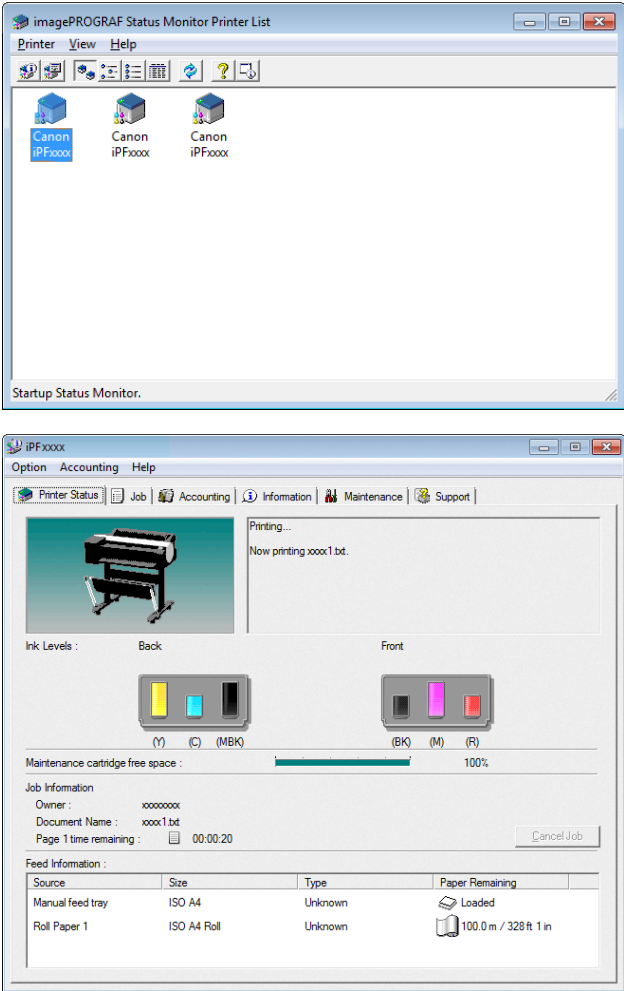 imagePROGRAF Status Monitor Printer List
Printer View Help
Canon Canon Canon
iPFxxxx iPFxxxx iPFxxxx
Startup Status Monitor.
iPFxxxx
Option Accounting Help
Printer Status Job Accounting Information Maintenance Support
Printing...
Now printing xxxx1.txt.
Ink Levels : Back Front
(Y) (C) (MBK) (BK) (M) (R)
Maintenance cartridge free space : 100%
Job Information
Owner : xxxxxxxx
Document Name : xxxx1.txt
Page 1 time remaining : 00:00:20
Cancel Job
Feed Information :
Source Size Type Paper Remaining
Manual feed tray ISO A4 Unknown Loaded
Roll Paper 1 ISO A4 Roll Unknown 100.0 m / 328 ft 1 in